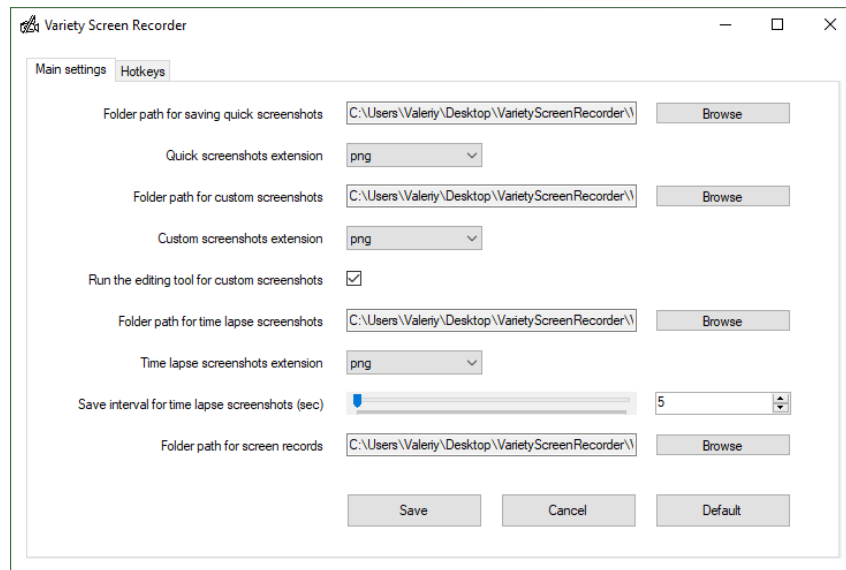 Variety Screen Recorder
Main settings Hotkeys
Folder path for saving quick screenshots C:\Users\Valeriy\Desktop\VarietyScreenRecorder\ Browse
Quick screenshots extension png
Folder path for custom screenshots C:\Users\Valeriy\Desktop\VarietyScreenRecorder\ Browse
Custom screenshots extension png
Run the editing tool for custom screenshots
Folder path for time lapse screenshots C:\Users\Valeriy\Desktop\VarietyScreenRecorder\ Browse
Time lapse screenshots extension png
Save interval for time lapse screenshots (sec) 5
Folder path for screen records C:\Users\Valeriy\Desktop\VarietyScreenRecorder\ Browse
Save Cancel Default